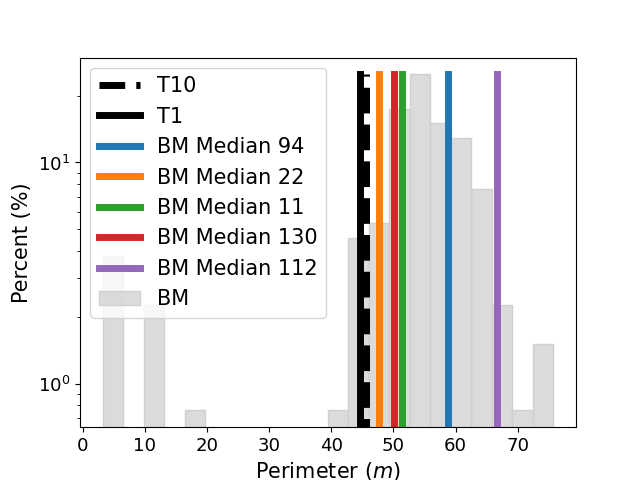 T10
T1
BM Median 94
BM Median 22
BM Median 11
BM Median 130
BM Median 112
BM
Percent (%)
10¹
10⁰
0 10 20 30 40 50 60 70
Perimeter (m)